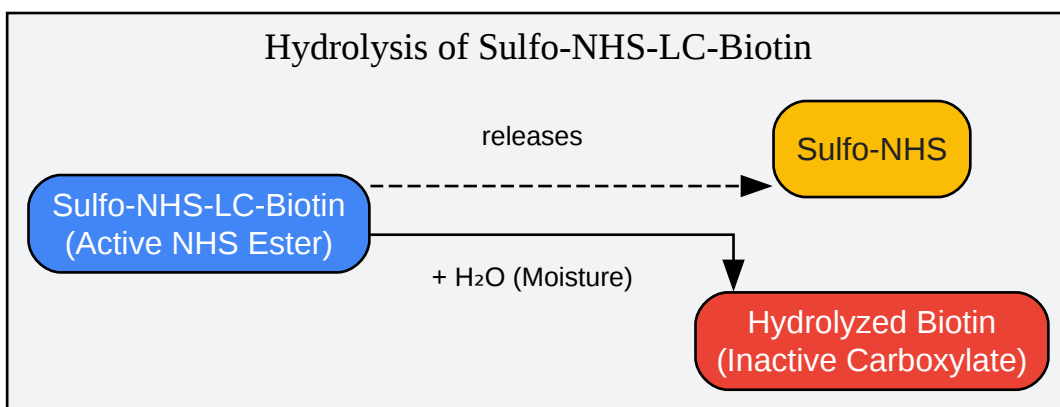 Hydrolysis of Sulfo-NHS-LC-Biotin
releases
Sulfo-NHS
Sulfo-NHS-LC-Biotin
(Active NHS Ester)
+ H₂O (Moisture)
Hydrolyzed Biotin
(Inactive Carboxylate)